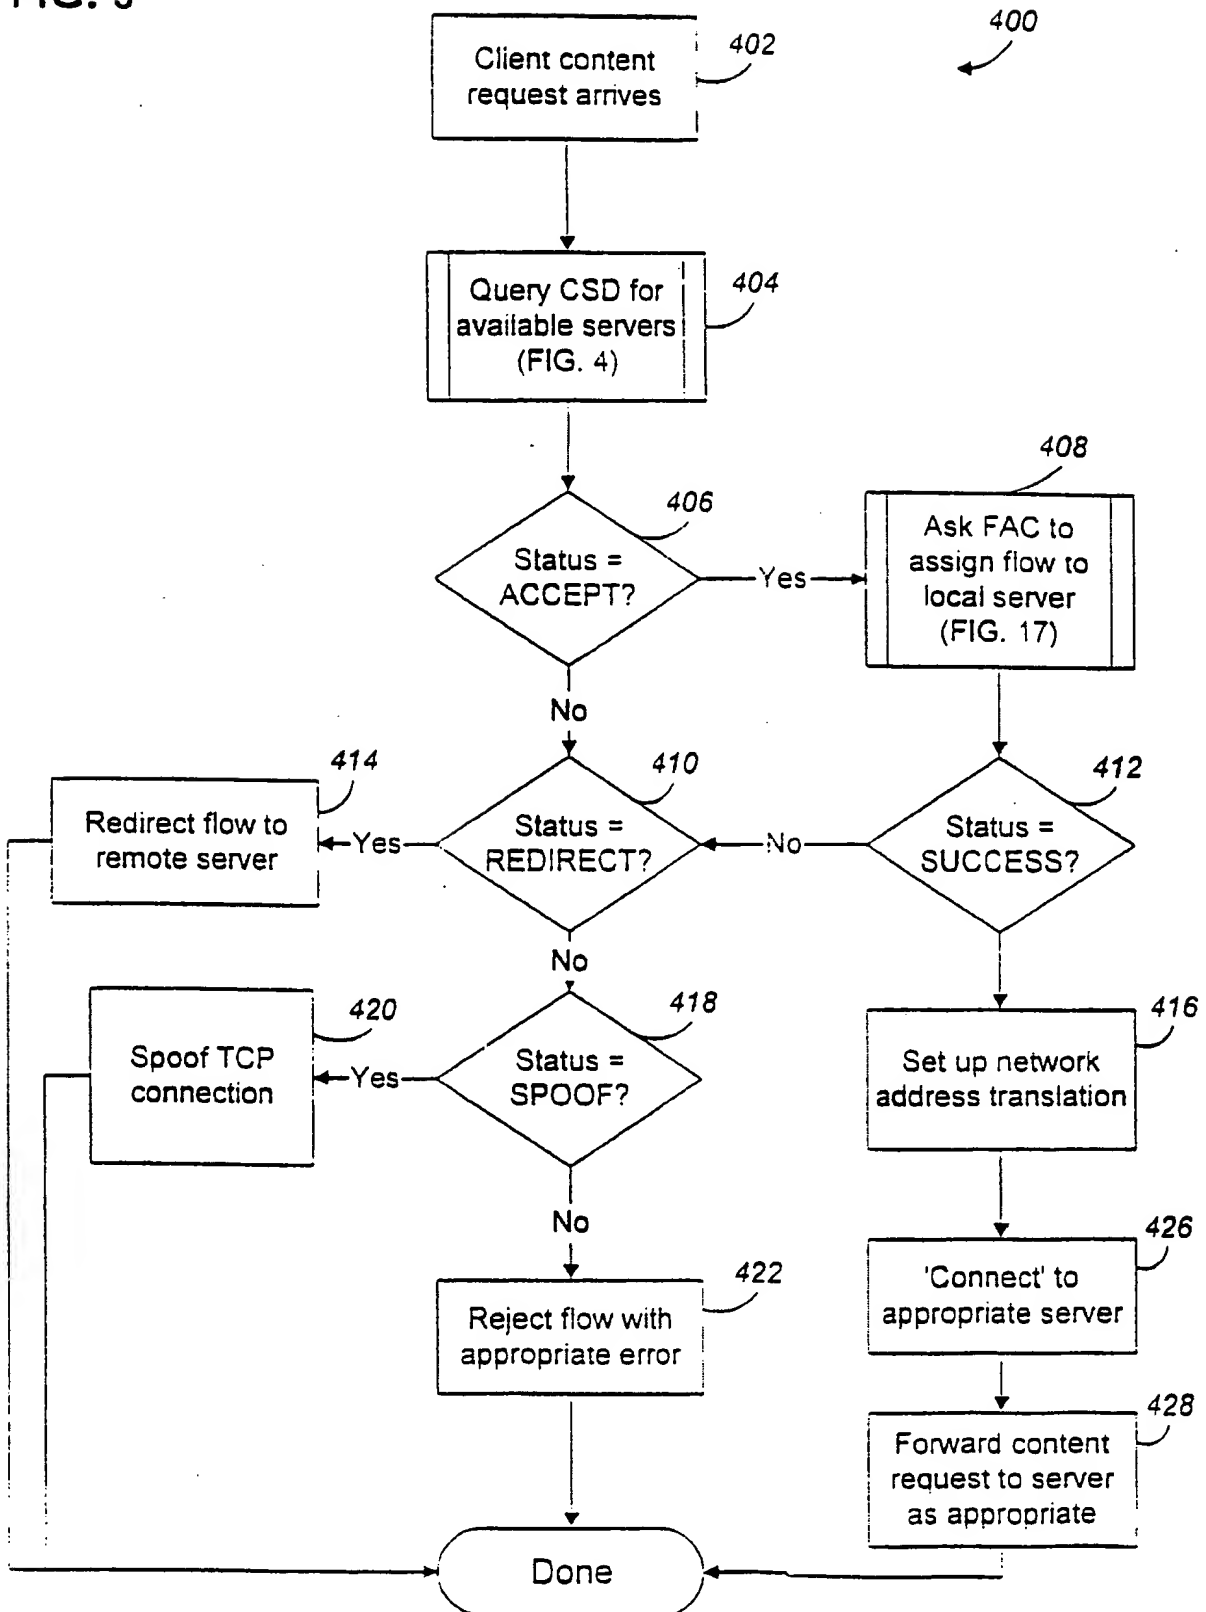 FIG. 3
400
Client content
request arrives
402
Query CSD for
available servers
(FIG. 4)
404
Status =
ACCEPT?
406
Yes
Ask FAC to
assign flow to
local server
(FIG. 17)
408
No
Redirect flow to
remote server
414
Yes
Status =
REDIRECT?
410
No
Status =
SUCCESS?
412
No
Spoof TCP
connection
420
Yes
Status =
SPOOF?
418
Set up network
address translation
416
No
Reject flow with
appropriate error
422
'Connect' to
appropriate server
426
Forward content
request to server
as appropriate
428
Done